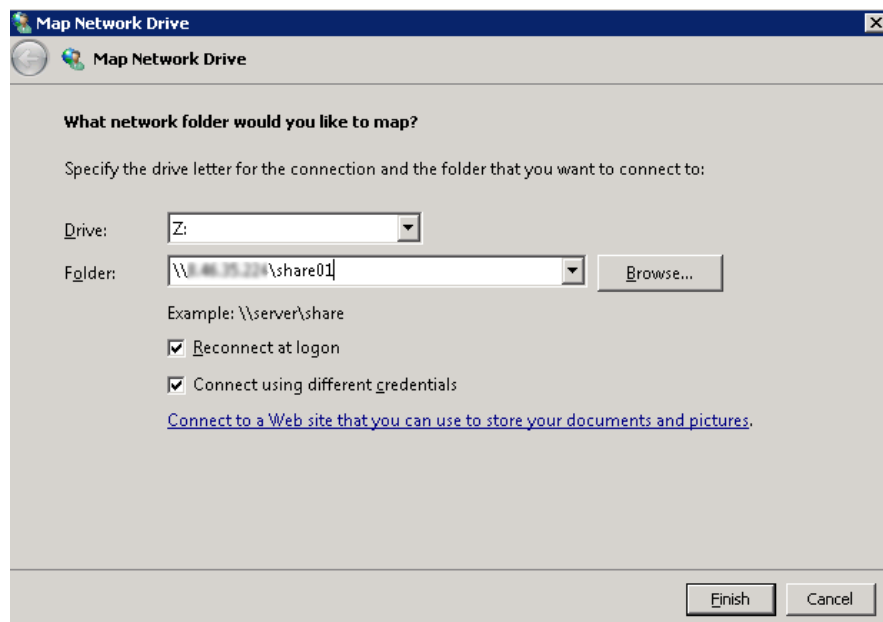 Map Network Drive
Map Network Drive
What network folder would you like to map?
Specify the drive letter for the connection and the folder that you want to connect to:
Drive: Z:
Folder: \\ \share01 Browse...
Example: \\server\share
Reconnect at logon
Connect using different credentials
Connect to a Web site that you can use to store your documents and pictures.
Finish Cancel